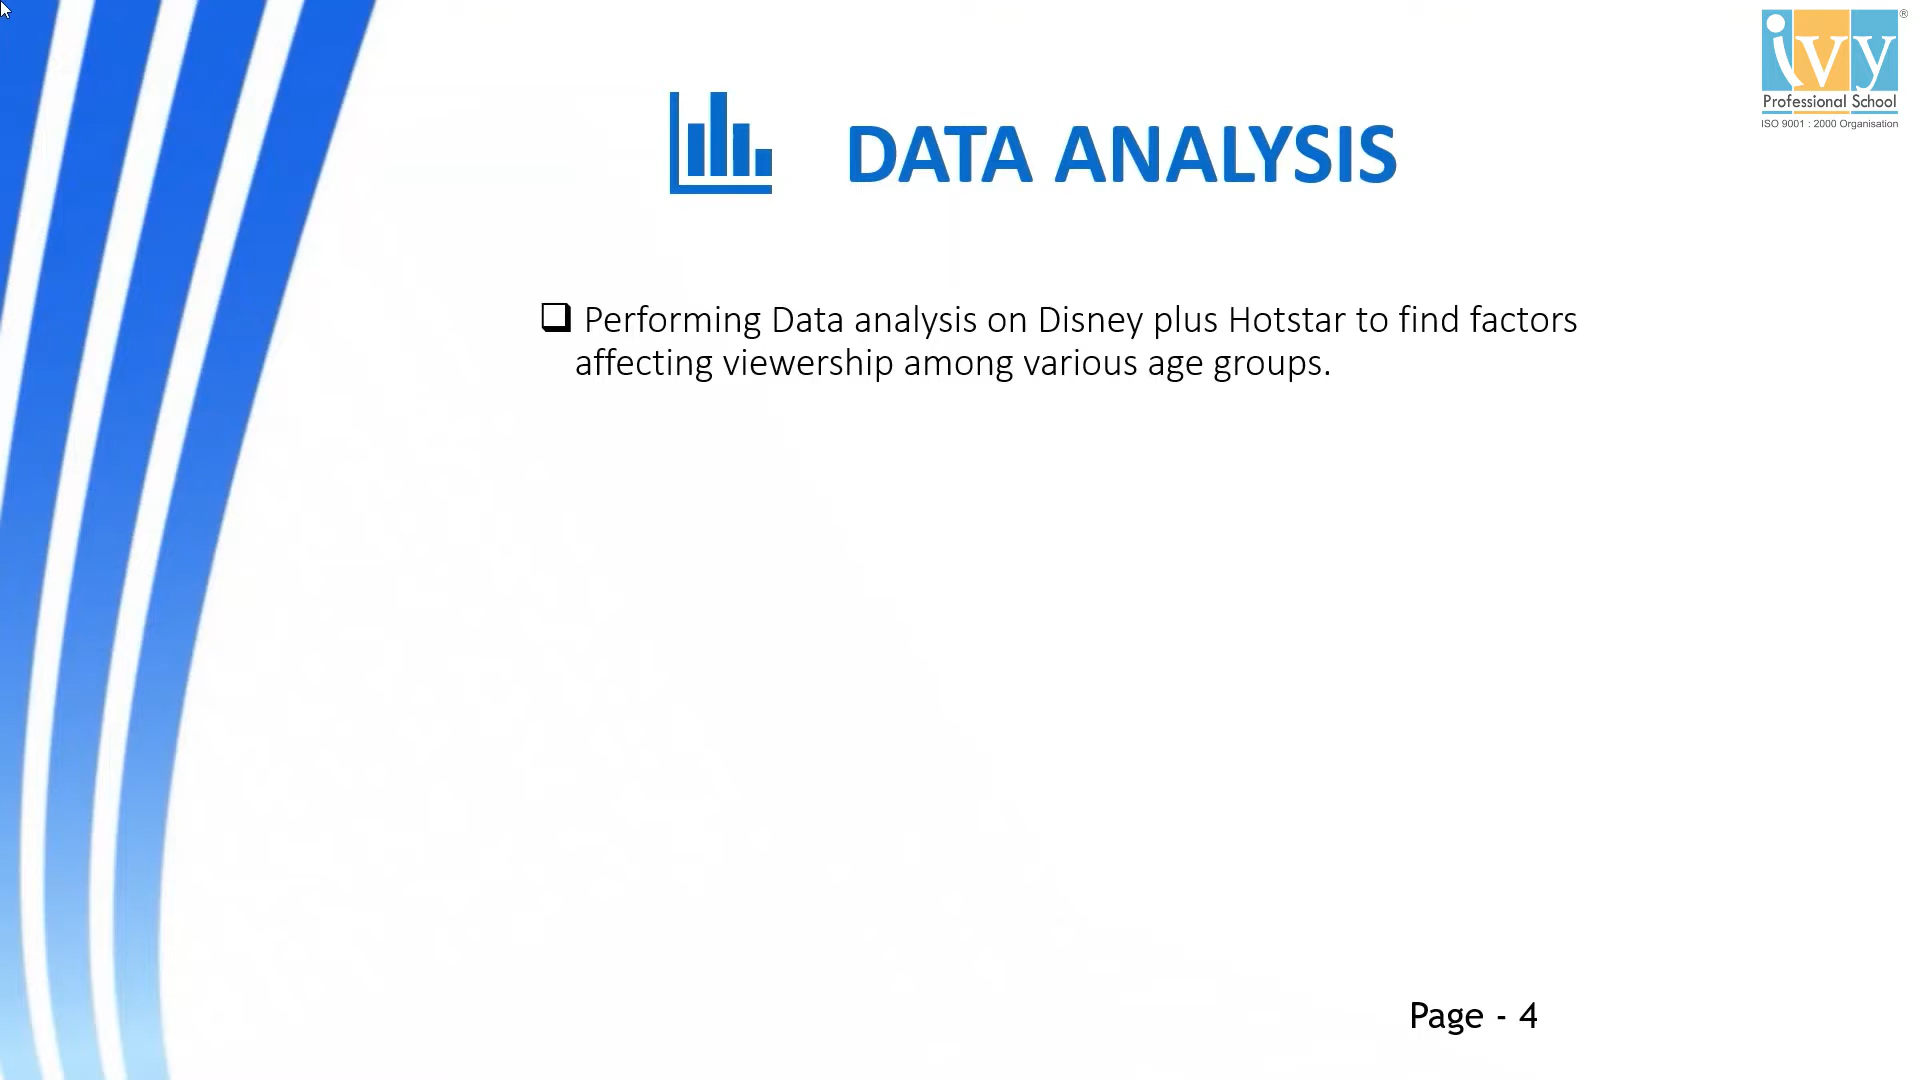 ivy
®
Professional School
ISO 9001 : 2000 Organisation
DATA ANALYSIS
Performing Data analysis on Disney plus Hotstar to find factors
affecting viewership among various age groups.
Page - 4